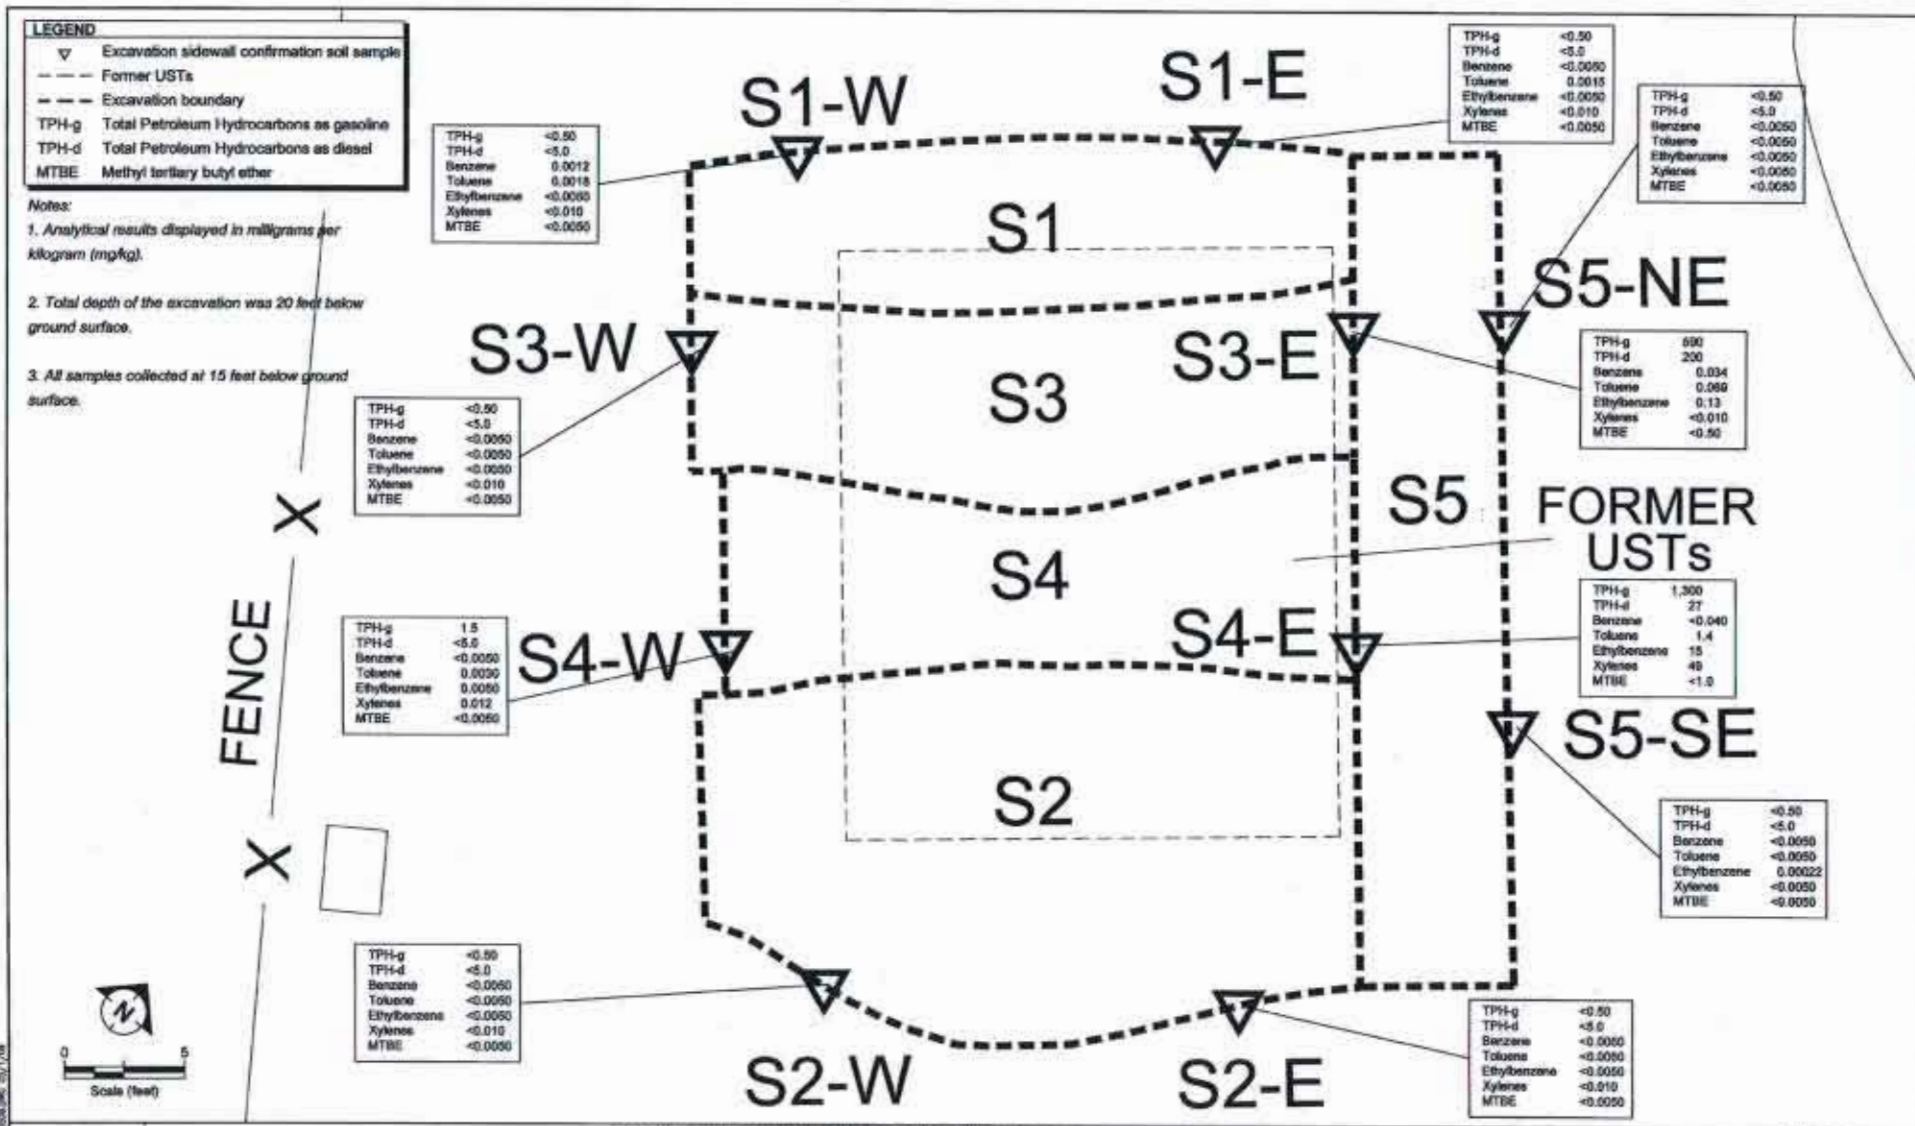 LEGEND
Excavation sidewall confirmation soil sample
Former USTs
Excavation boundary
TPH-g Total Petroleum Hydrocarbons as gasoline
TPH-d Total Petroleum Hydrocarbons as diesel
MTBE Methyl tertiary butyl ether
Notes:
1. Analytical results displayed in milligrams per
kilogram (mg/kg).
2. Total depth of the excavation was 20 feet below
ground surface.
3. All samples collected at 15 feet below ground
surface.
S1-W
TPH-g <0.50
TPH-d <5.0
Benzene 0.0012
Toluene 0.0018
Ethylbenzene <0.0050
Xylenes <0.010
MTBE <0.0050
S1-E
TPH-g <0.50
TPH-d <5.0
Benzene <0.0050
Toluene 0.0015
Ethylbenzene <0.0050
Xylenes <0.010
MTBE <0.0050
TPH-g <0.50
TPH-d <5.0
Benzene <0.0050
Toluene <0.0050
Ethylbenzene <0.0050
Xylenes <0.0050
MTBE <0.0050
S1
S5-NE
S3-W
S3-E
S3
TPH-g 590
TPH-d 200
Benzene 0.034
Toluene 0.069
Ethylbenzene 0.13
Xylenes <0.010
MTBE <0.50
TPH-g <0.50
TPH-d <5.0
Benzene <0.0050
Toluene <0.0050
Ethylbenzene <0.0050
Xylenes <0.010
MTBE <0.0050
X
S5
FORMER
USTs
S4
FENCE
S4-W
S4-E
TPH-g 1.5
TPH-d <5.0
Benzene <0.0050
Toluene 0.0030
Ethylbenzene 0.0050
Xylenes 0.012
MTBE <0.0050
TPH-g 1,300
TPH-d 27
Benzene <0.040
Toluene 1.4
Ethylbenzene 15
Xylenes 49
MTBE <1.0
S5-SE
S2
X
TPH-g <0.50
TPH-d <5.0
Benzene <0.0050
Toluene <0.0050
Ethylbenzene 0.00022
Xylenes <0.0050
MTBE <0.0050
TPH-g <0.50
TPH-d <5.0
Benzene <0.0050
Toluene <0.0050
Ethylbenzene <0.0050
Xylenes <0.010
MTBE <0.0050
S2-W
S2-E
TPH-g <0.50
TPH-d <5.0
Benzene <0.0050
Toluene <0.0050
Ethylbenzene <0.0050
Xylenes <0.010
MTBE <0.0050
N
0 5
Scale (feet)